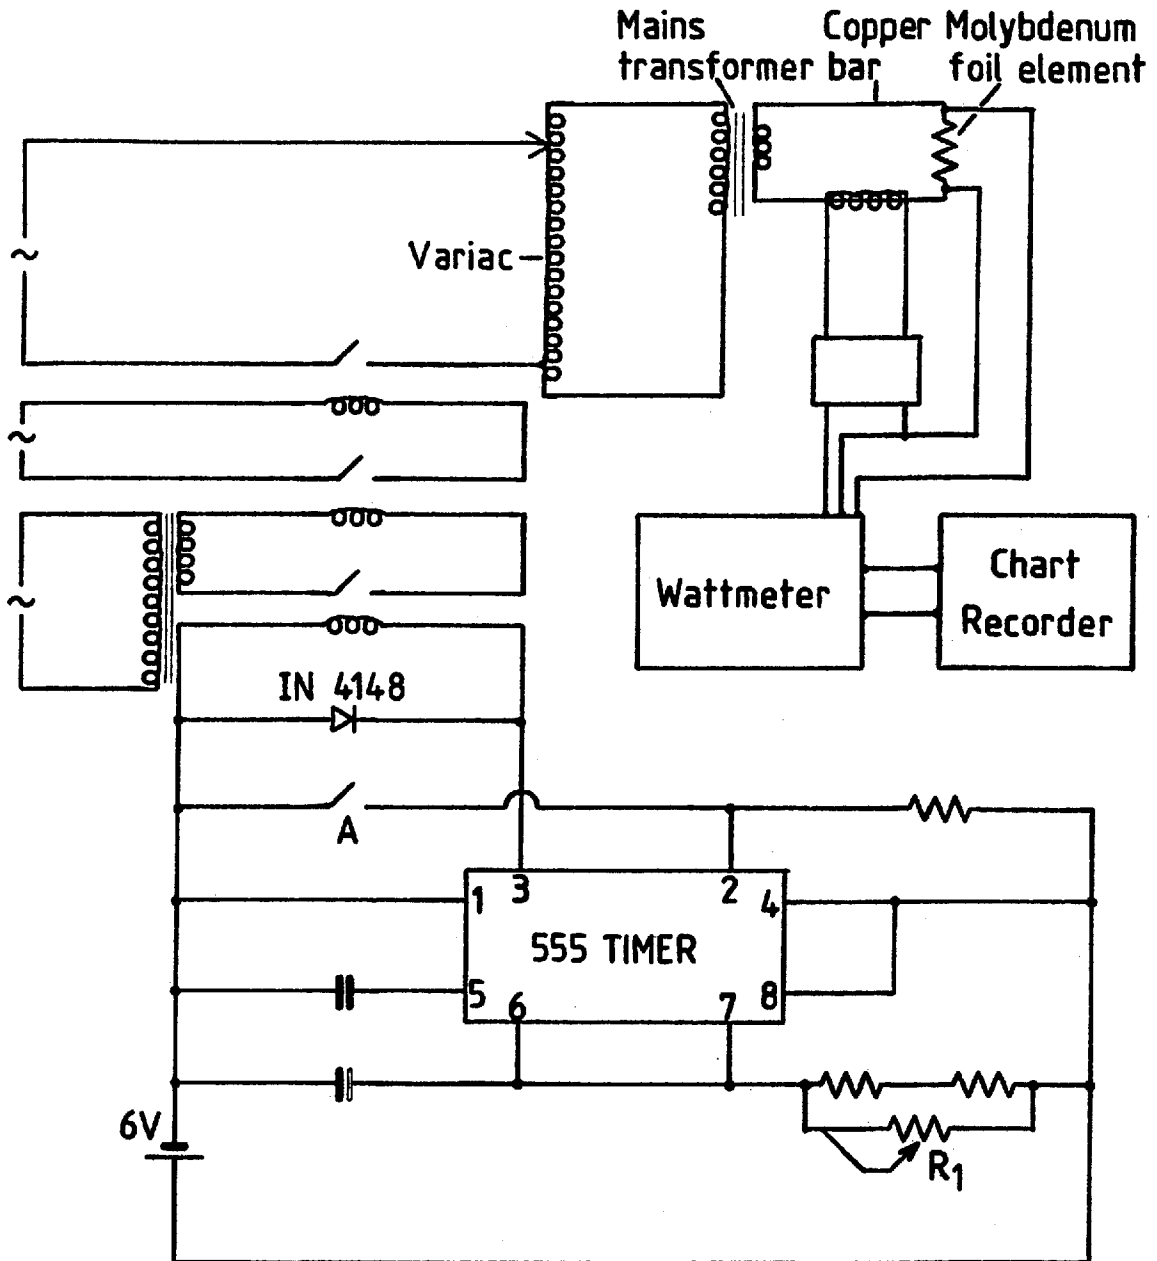 Mains
transformer
Copper
bar
Molybdenum
foil element
Variac
Wattmeter
Chart
Recorder
IN 4148
A
1
3
2
4
555 TIMER
5
6
7
8
6V
R1